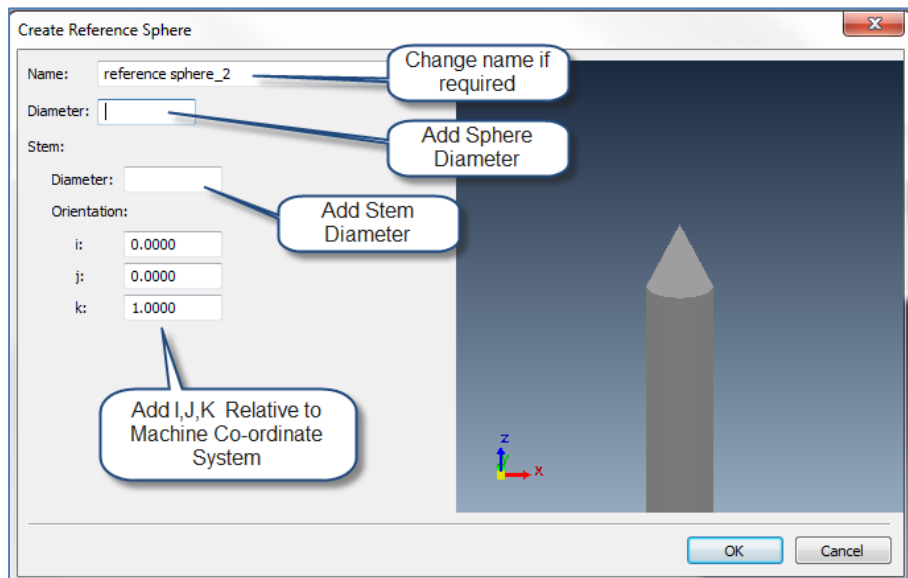 Create Reference Sphere
Name: reference sphere_2
Change name if
required
Diameter:
Add Sphere
Diameter
Stem:
Diameter:
Add Stem
Diameter
Orientation:
i: 0.0000
j: 0.0000
k: 1.0000
Add I,J,K Relative to
Machine Co-ordinate
System
z
y
x
OK Cancel